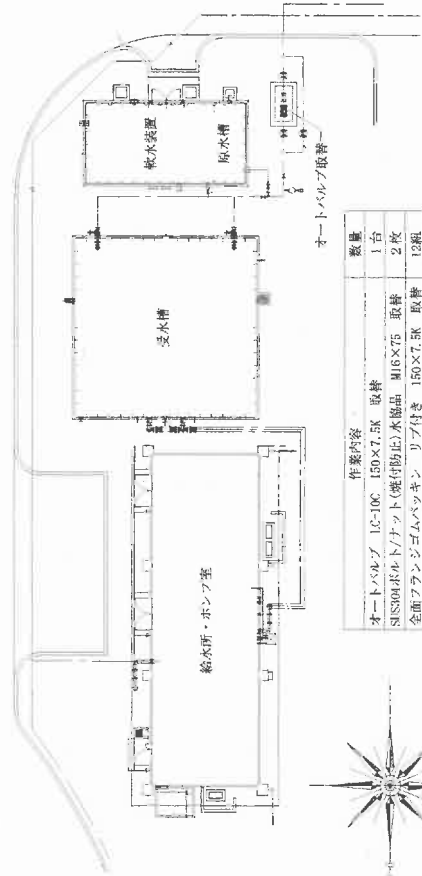 軟水装置
原水槽
オートバルブ取替
受水槽
給水所・ポンプ室
作業内容 数量
オートバルブ LC-10C 150×7.5K 取替 1台
SUS304ボルト/ナット(焼付防止)水協品 M16×75 取替 2枚
全面フランジゴムパッキン リブ付き 150×7.5K 取替 12組